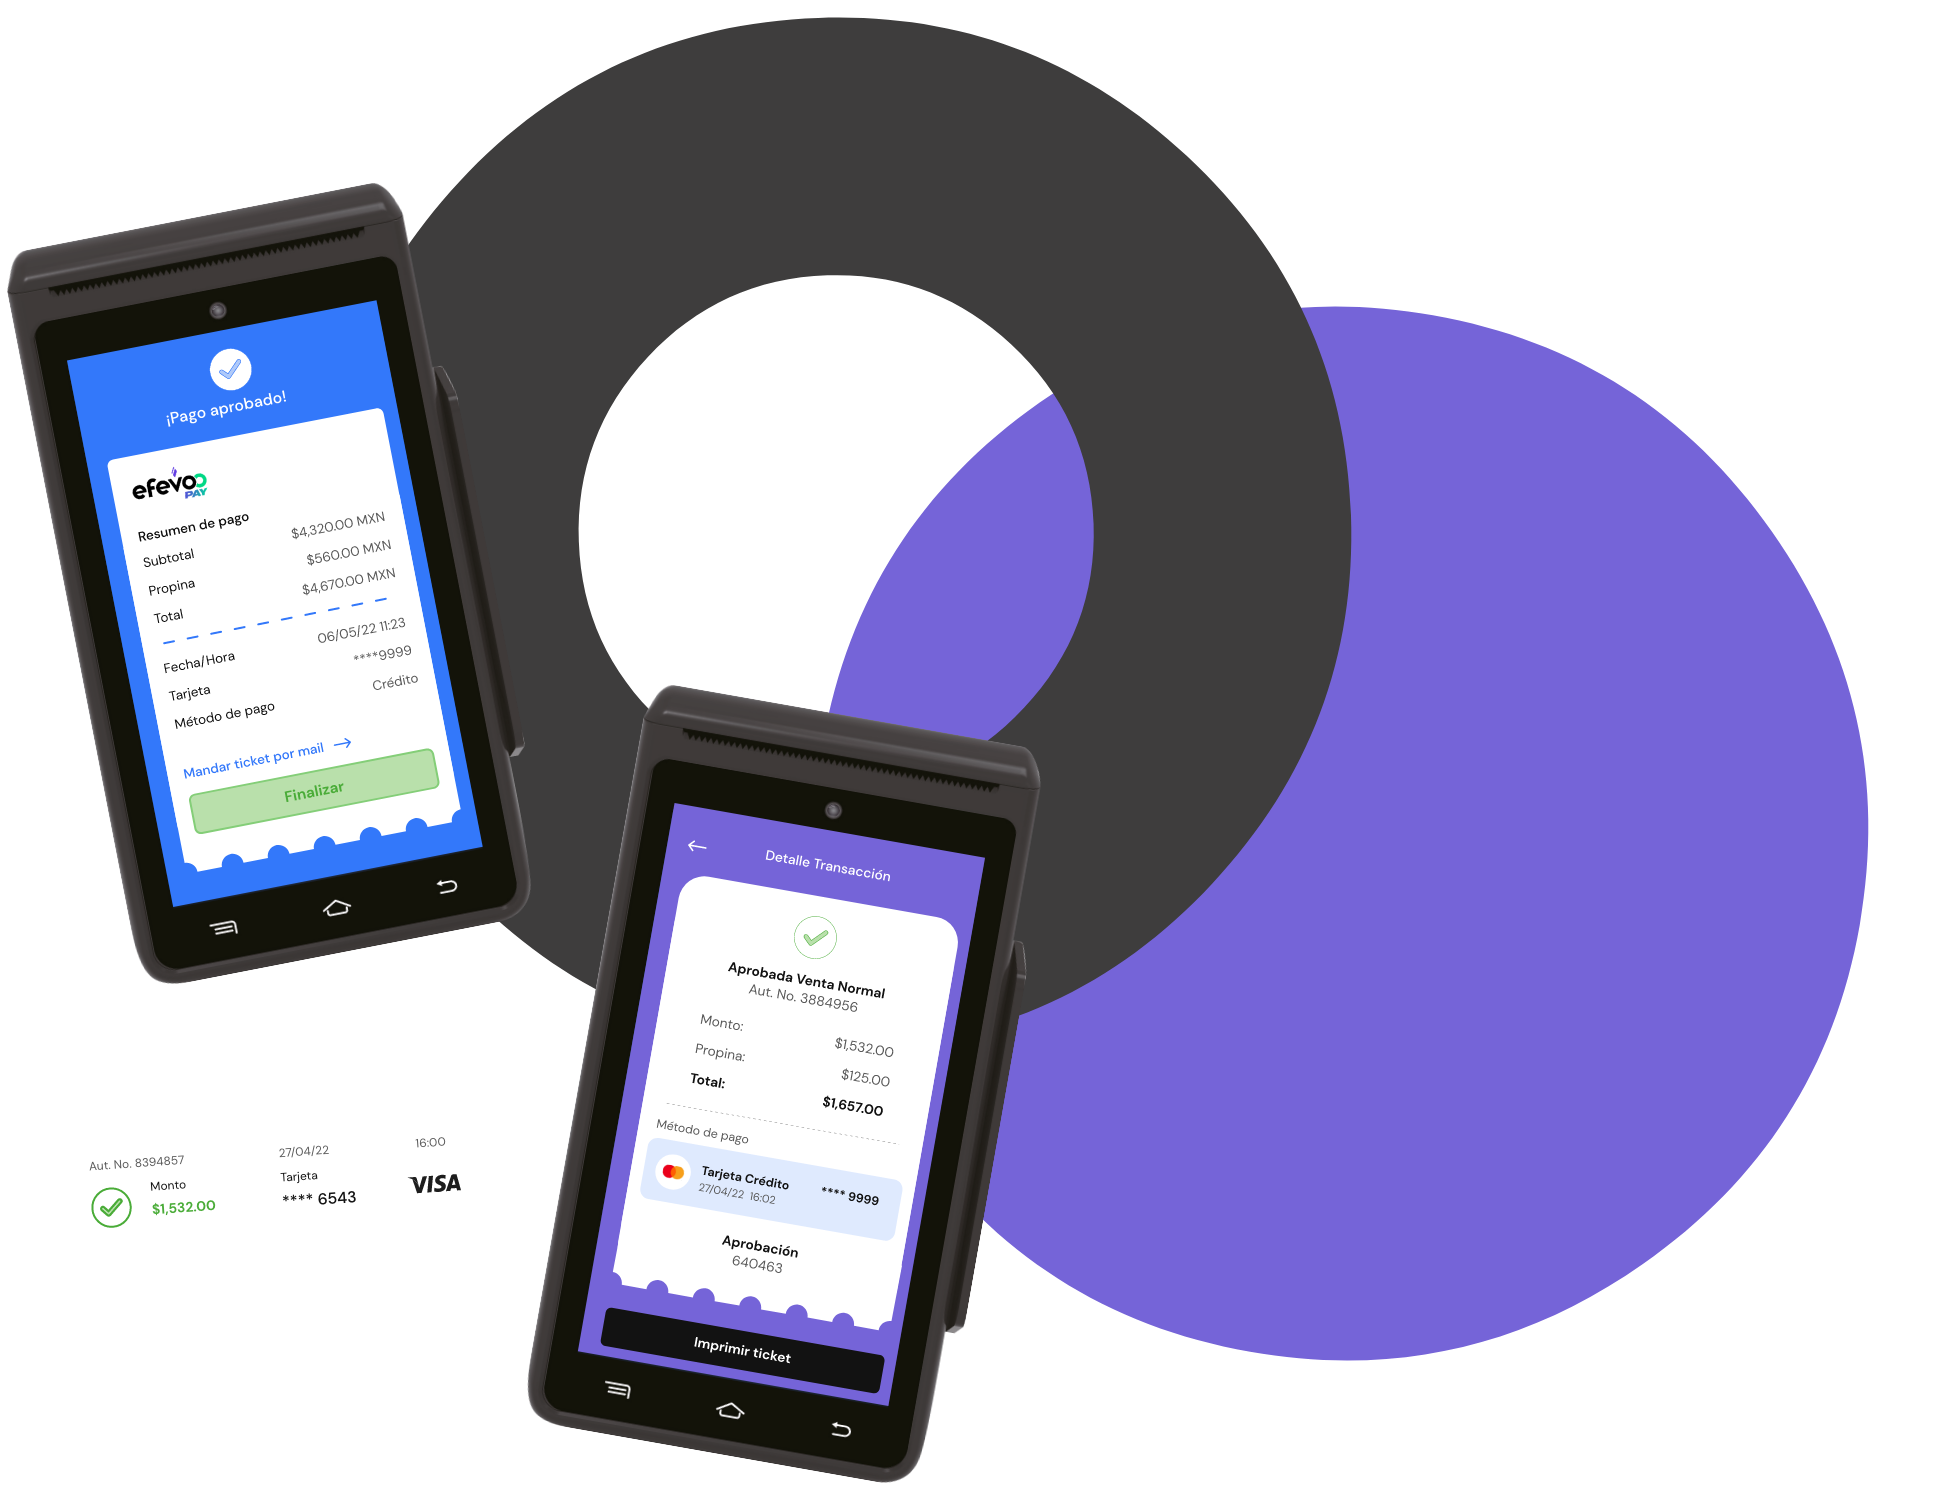 ¡Pago aprobado!
efevoo
PAY
Resumen de pago
Subtotal $4,320.00 MXN
Propina $560.00 MXN
Total $4,670.00 MXN
Fecha/Hora 06/05/22 11:23
Tarjeta ****9999
Método de pago Crédito
Mandar ticket por mail
Finalizar
Detalle Transacción
Aprobada Venta Normal
Aut. No. 3884956
Monto: $1,532.00
Propina: $125.00
Total: $1,657.00
Método de pago
Tarjeta Crédito **** 9999
27/04/22 16:02
Aprobación
640463
Imprimir ticket
Aut. No. 8394857 27/04/22 16:00
Monto Tarjeta
$1,532.00 **** 6543 VISA